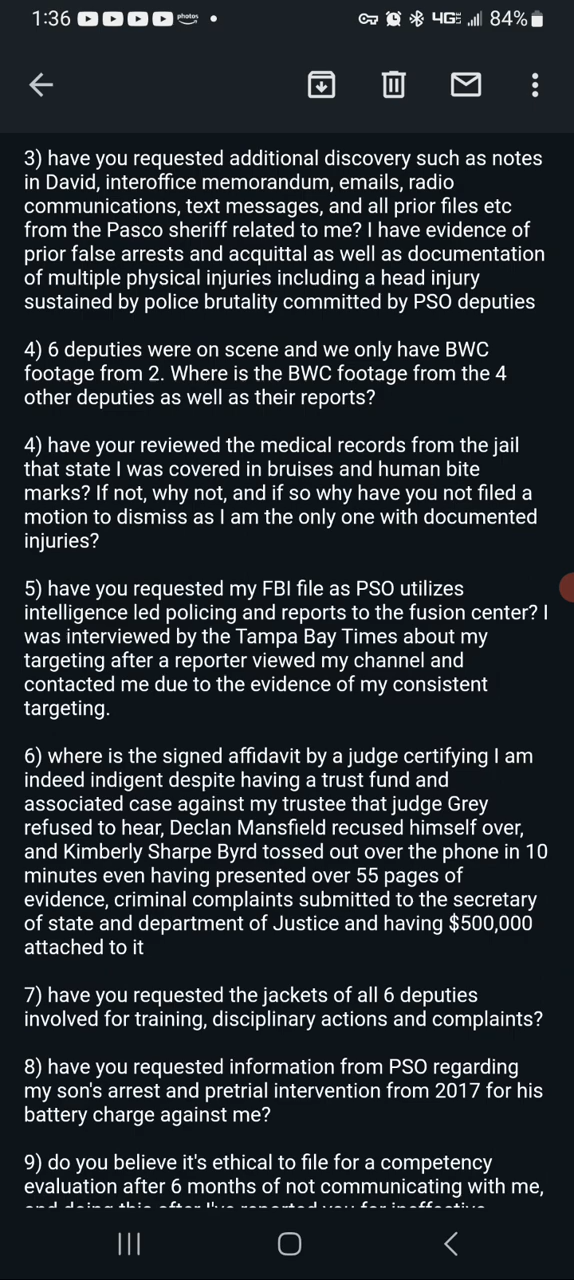 1:36
photos
4GE
84%
3) have you requested additional discovery such as notes
in David, interoffice memorandum, emails, radio
communications, text messages, and all prior files etc
from the Pasco sheriff related to me? I have evidence of
prior false arrests and acquittal as well as documentation
of multiple physical injuries including a head injury
sustained by police brutality committed by PSO deputies
4) 6 deputies were on scene and we only have BWC
footage from 2. Where is the BWC footage from the 4
other deputies as well as their reports?
4) have your reviewed the medical records from the jail
that state I was covered in bruises and human bite
marks? If not, why not, and if so why have you not filed a
motion to dismiss as I am the only one with documented
injuries?
5) have you requested my FBI file as PSO utilizes
intelligence led policing and reports to the fusion center? I
was interviewed by the Tampa Bay Times about my
targeting after a reporter viewed my channel and
contacted me due to the evidence of my consistent
targeting.
6) where is the signed affidavit by a judge certifying I am
indeed indigent despite having a trust fund and
associated case against my trustee that judge Grey
refused to hear, Declan Mansfield recused himself over,
and Kimberly Sharpe Byrd tossed out over the phone in 10
minutes even having presented over 55 pages of
evidence, criminal complaints submitted to the secretary
of state and department of Justice and having $500,000
attached to it
7) have you requested the jackets of all 6 deputies
involved for training, disciplinary actions and complaints?
8) have you requested information from PSO regarding
my son's arrest and pretrial intervention from 2017 for his
battery charge against me?
9) do you believe it's ethical to file for a competency
evaluation after 6 months of not communicating with me,
and doing this after I've reported you for ineffective